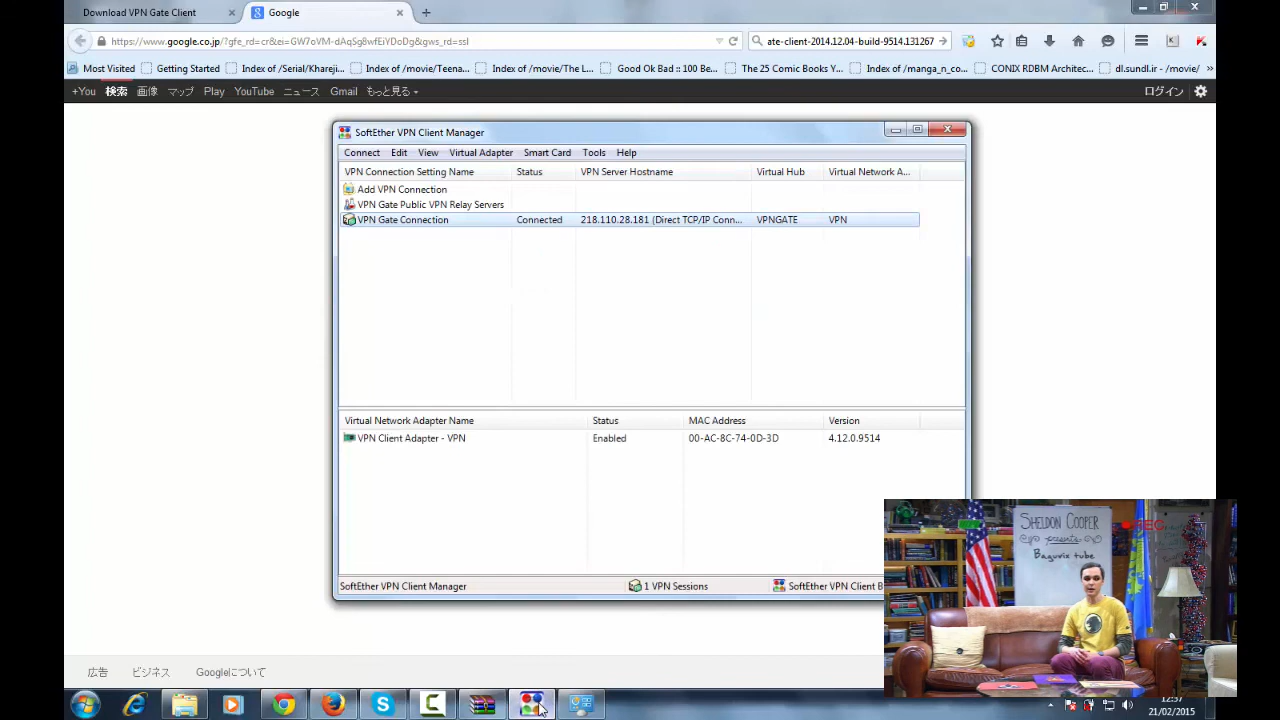 Download VPN Gate Client
Google
https://www.google.co.jp/?gfe_rd=cr&ei=GW7oVM-dAqSg8wfEiYDoDg&gws_rd=ssl
ate-client-2014.12.04-build-9514.131267
Most Visited
Getting Started
Index of /Serial/Khareji...
Index of /movie/Teena...
Index of /movie/The L...
Good Ok Bad :: 100 Be...
The 25 Comic Books Y...
Index of /manga_n_co...
CONIX RDBM Architec...
dl.sundl.ir - /movie/
+You 検索 画像 マップ Play YouTube ニュース Gmail もっと見る
ログイン
SoftEther VPN Client Manager
Connect Edit View Virtual Adapter Smart Card Tools Help
VPN Connection Setting Name Status VPN Server Hostname Virtual Hub Virtual Network A...
Add VPN Connection
VPN Gate Public VPN Relay Servers
VPN Gate Connection Connected 218.110.28.181 (Direct TCP/IP Conn... VPNGATE VPN
Virtual Network Adapter Name Status MAC Address Version
VPN Client Adapter - VPN Enabled 00-AC-8C-74-0D-3D 4.12.0.9514
SoftEther VPN Client Manager 1 VPN Sessions SoftEther VPN Client B
SHELDON COOPER
presents
Baguvix tube
REC
広告 ビジネス Googleについて
12:37
21/02/2015